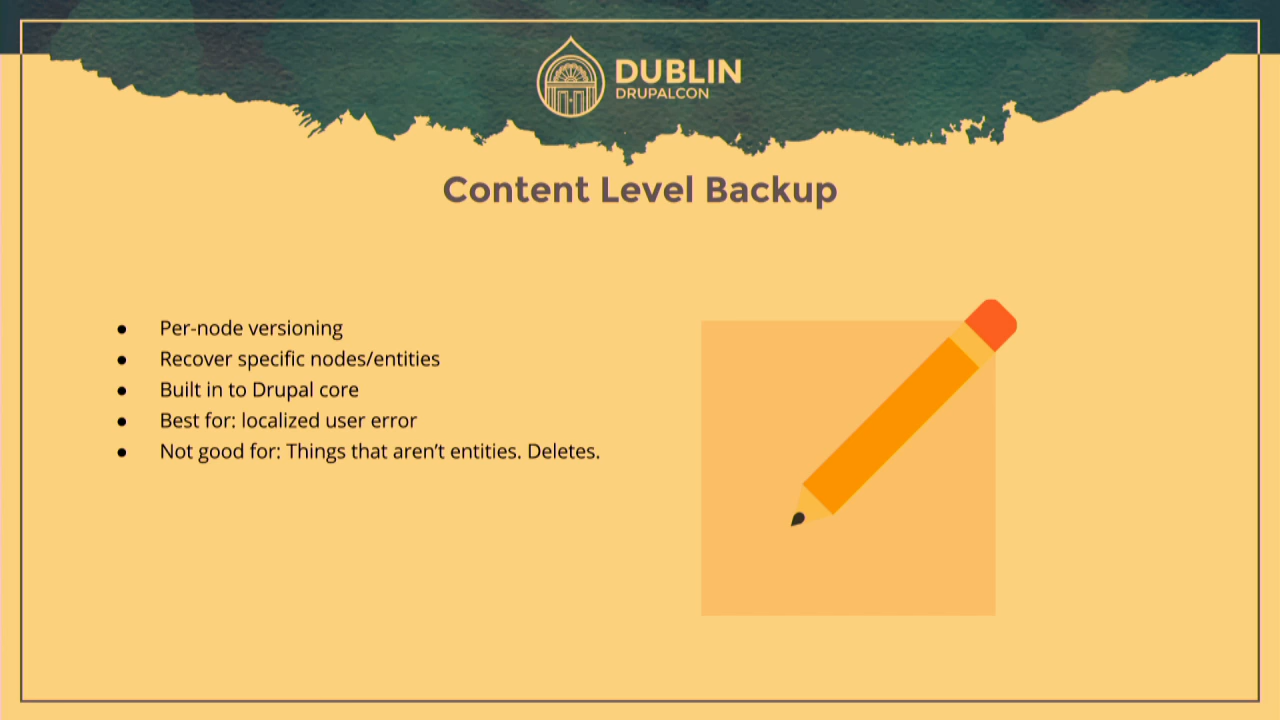 DUBLIN
DRUPALCON
Content Level Backup
● Per-node versioning
● Recover specific nodes/entities
● Built in to Drupal core
● Best for: localized user error
● Not good for: Things that aren’t entities. Deletes.